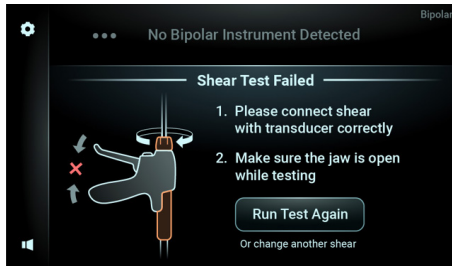 Bipolar
No Bipolar Instrument Detected
Shear Test Failed
1. Please connect shear
with transducer correctly
2. Make sure the jaw is open
while testing
Run Test Again
Or change another shear